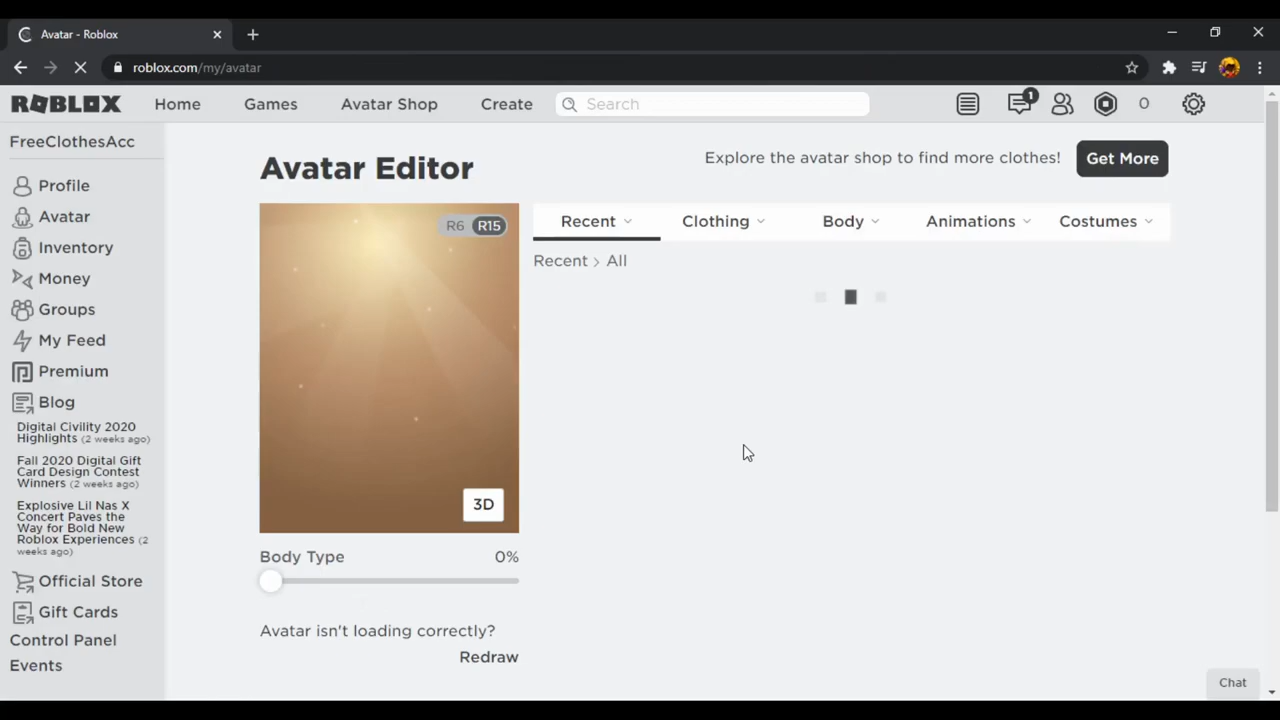 Avatar - Roblox
roblox.com/my/avatar
ROBLOX
Home
Games
Avatar Shop
Create
Search
1
0
FreeClothesAcc
Profile
Avatar
Inventory
Money
Groups
My Feed
Premium
Blog
Digital Civility 2020
Highlights (2 weeks ago)
Fall 2020 Digital Gift
Card Design Contest
Winners (2 weeks ago)
Explosive Lil Nas X
Concert Paves the
Way for Bold New
Roblox Experiences (2
weeks ago)
Official Store
Gift Cards
Control Panel
Events
Avatar Editor
Explore the avatar shop to find more clothes!
Get More
R6 R15
3D
Body Type 0%
Avatar isn't loading correctly?
Redraw
Recent
Clothing
Body
Animations
Costumes
Recent > All
Chat